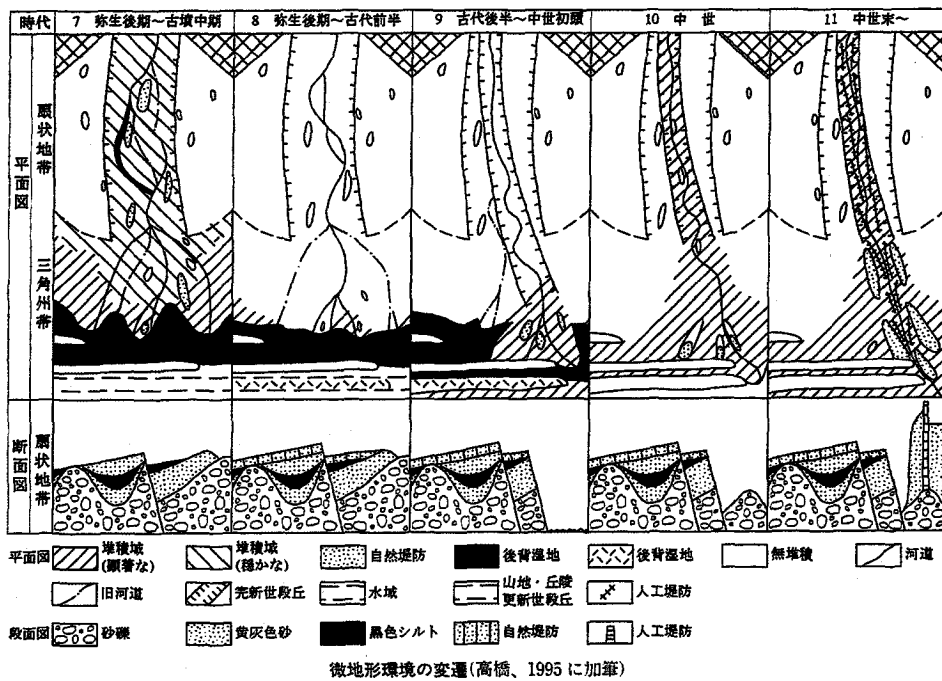 時代 7 弥生後期～古墳中期 8 弥生後期～古代前半 9 古代後半～中世初頭 10 中世 11 中世末～
平面図
扇状地帯
三角州帯
断面図
扇状地帯
平面図 堆積域(顕著な) 堆積域(穏かな) 自然堤防 後背湿地 後背湿地 無堆積 河道
旧河道 完新世段丘 水域 山地・丘陵 更新世段丘 人工堤防
段面図 砂礫 黄灰色砂 黒色シルト 自然堤防 人工堤防
微地形環境の変遷(高橋、1995に加筆)